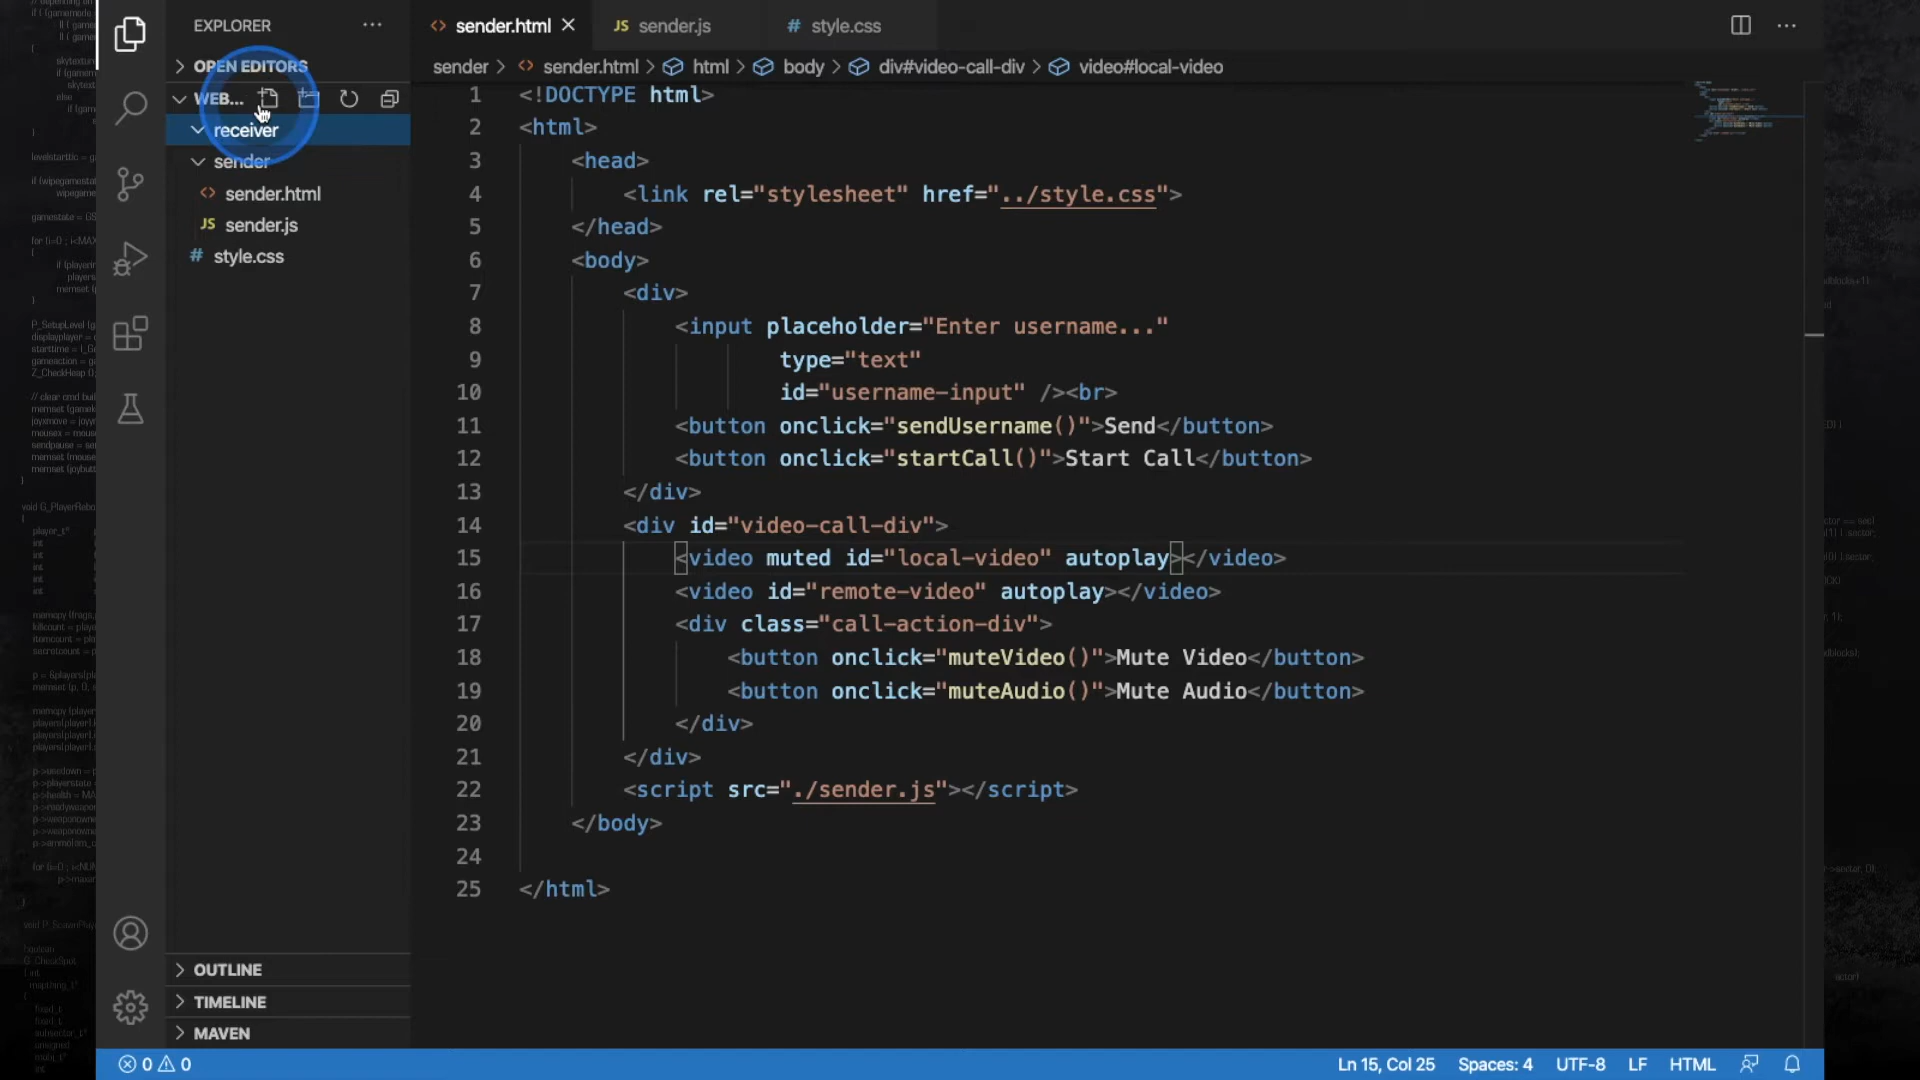 EXPLORER
OPEN EDITORS
WEB...
receiver
sender
sender.html
JS sender.js
# style.css
OUTLINE
TIMELINE
MAVEN
<> sender.html
JS sender.js
# style.css
sender > <> sender.html > html > body > div#video-call-div > video#local-video
1 <!DOCTYPE html>
2 <html>
3 <head>
4 <link rel="stylesheet" href="../style.css">
5 </head>
6 <body>
7 <div>
8 <input placeholder="Enter username..."
9 type="text"
10 id="username-input" /><br>
11 <button onclick="sendUsername()">Send</button>
12 <button onclick="startCall()">Start Call</button>
13 </div>
14 <div id="video-call-div">
15 <video muted id="local-video" autoplay></video>
16 <video id="remote-video" autoplay></video>
17 <div class="call-action-div">
18 <button onclick="muteVideo()">Mute Video</button>
19 <button onclick="muteAudio()">Mute Audio</button>
20 </div>
21 </div>
22 <script src="./sender.js"></script>
23 </body>
24
25 </html>
0 0
Ln 15, Col 25 Spaces: 4 UTF-8 LF HTML